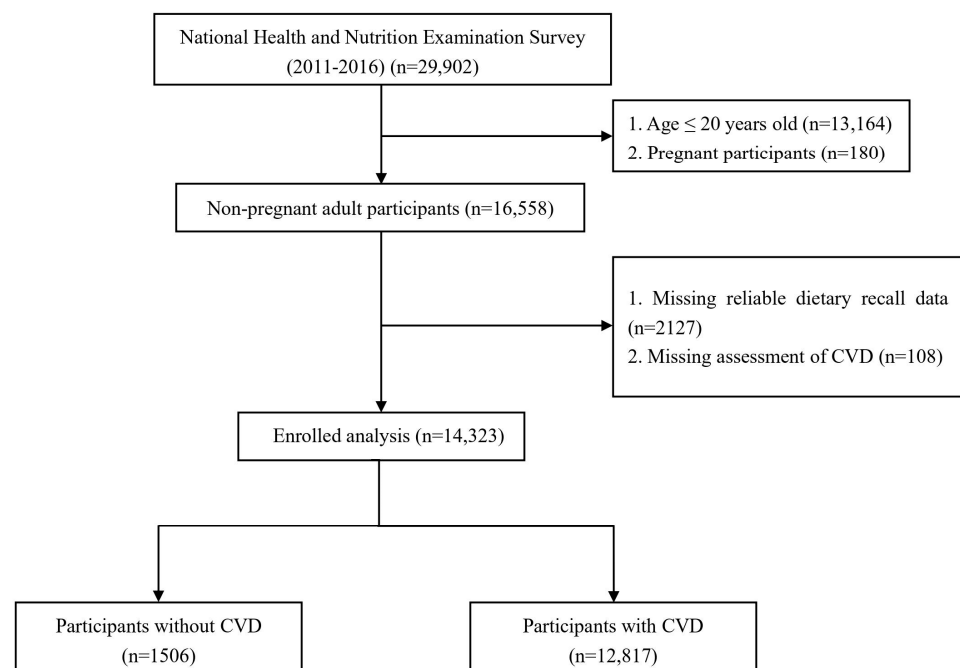 National Health and Nutrition Examination Survey
(2011-2016) (n=29,902)
1. Age ≤ 20 years old (n=13,164)
2. Pregnant participants (n=180)
Non-pregnant adult participants (n=16,558)
1. Missing reliable dietary recall data
(n=2127)
2. Missing assessment of CVD (n=108)
Enrolled analysis (n=14,323)
Participants without CVD
(n=1506)
Participants with CVD
(n=12,817)